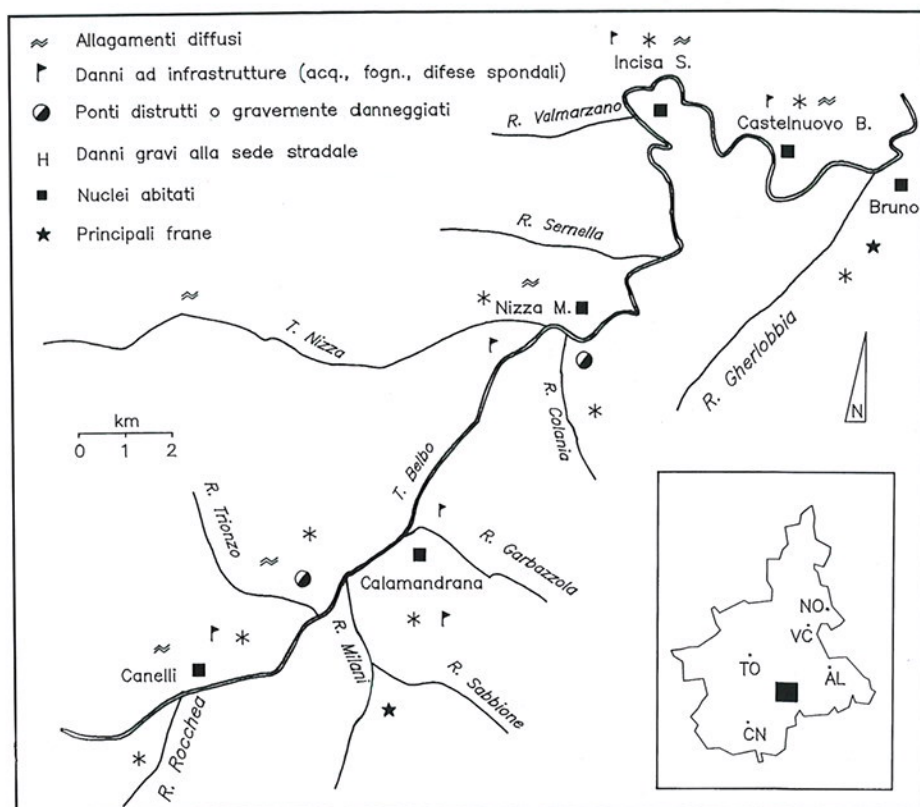 Allagamenti diffusi
Danni ad infrastrutture (acq., fogn., difese spondali)
Ponti distrutti o gravemente danneggiati
H Danni gravi alla sede stradale
Nuclei abitati
Principali frane
Incisa S.
R. Valmarzano
Castelnuovo B.
Bruno
R. Sernella
Nizza M.
T. Nizza
R. Gherlobbia
R. Colania
N
km
0 1 2
T. Belbo
R. Trionzo
R. Garbazzola
Calamandrana
R. Milani
R. Sabbione
Canelli
R. Rocchea
NO
VC
TO
AL
CN